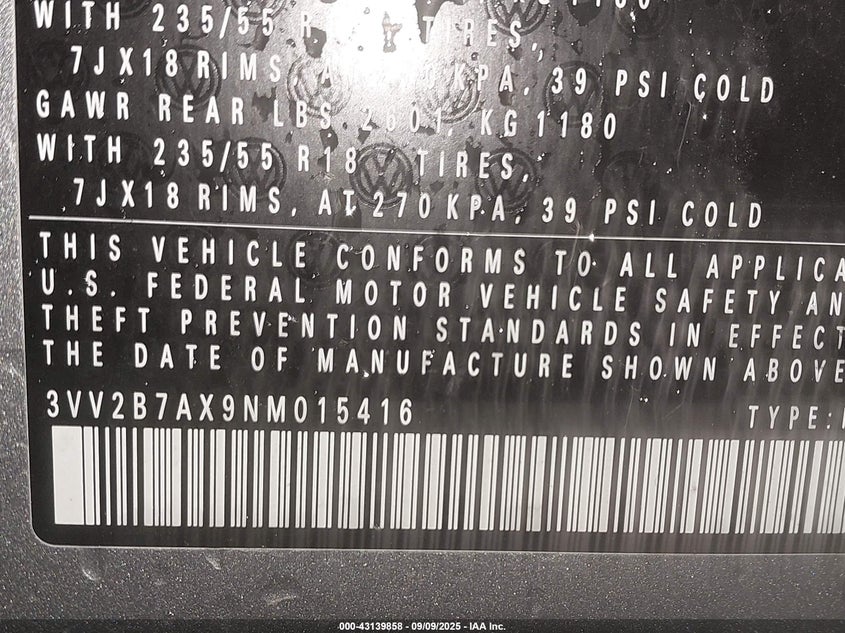 WITH 235/55 R TIRES,
7JX18 RIMS, KPA, 39 PSI COLD
GAWR REAR LBS 2601, KG 1180
WITH 235/55 R18 TIRES,
7JX18 RIMS, AT 270 KPA, 39 PSI COLD
THIS VEHICLE CONFORMS TO ALL APPLICA
U.S. FEDERAL MOTOR VEHICLE SAFETY AN
THEFT PREVENTION STANDARDS IN EFFECT
THE DATE OF MANUFACTURE SHOWN ABOVE
3VV2B7AX9NM015416 TYPE:
000-43139858 - 09/09/2025 - IAA Inc.